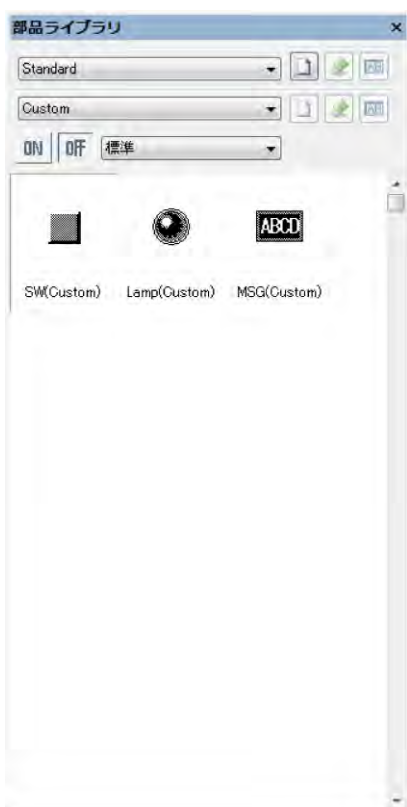 部品ライブラリ
Standard
Custom
ON OFF 標準
ABCD
SW(Custom) Lamp(Custom) MSG(Custom)